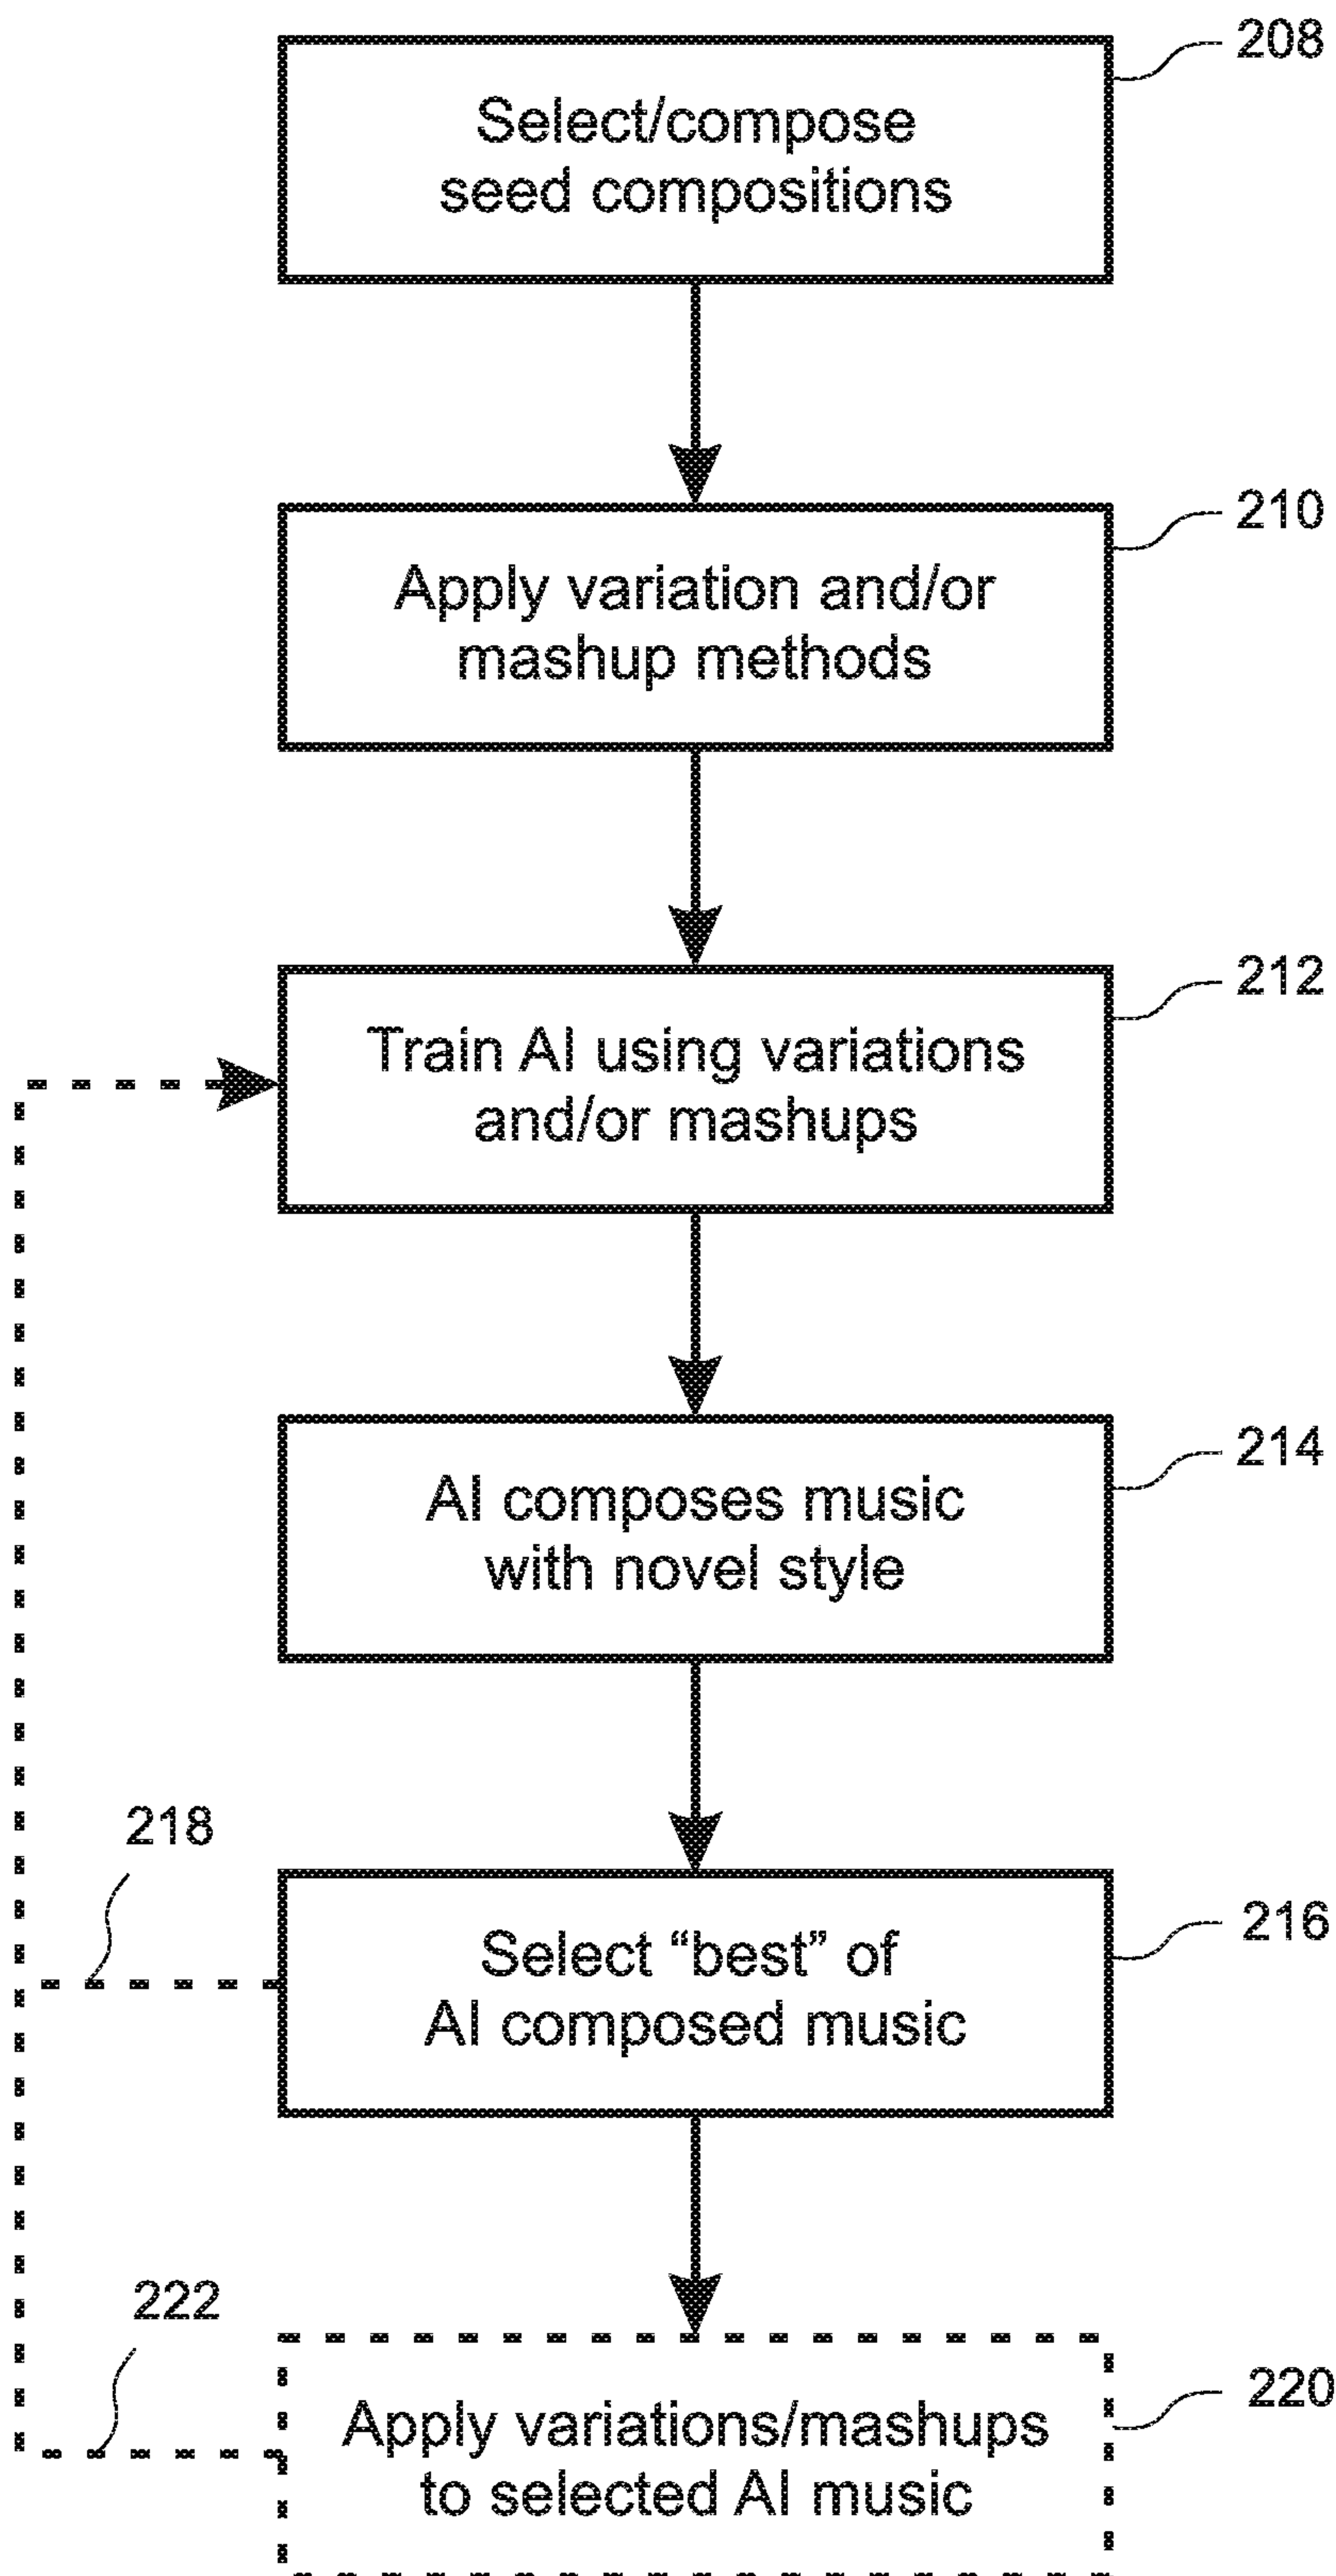 208
Select/compose
seed compositions
210
Apply variation and/or
mashup methods
212
Train AI using variations
and/or mashups
214
AI composes music
with novel style
218
216
Select “best” of
AI composed music
222
220
Apply variations/mashups
to selected AI music